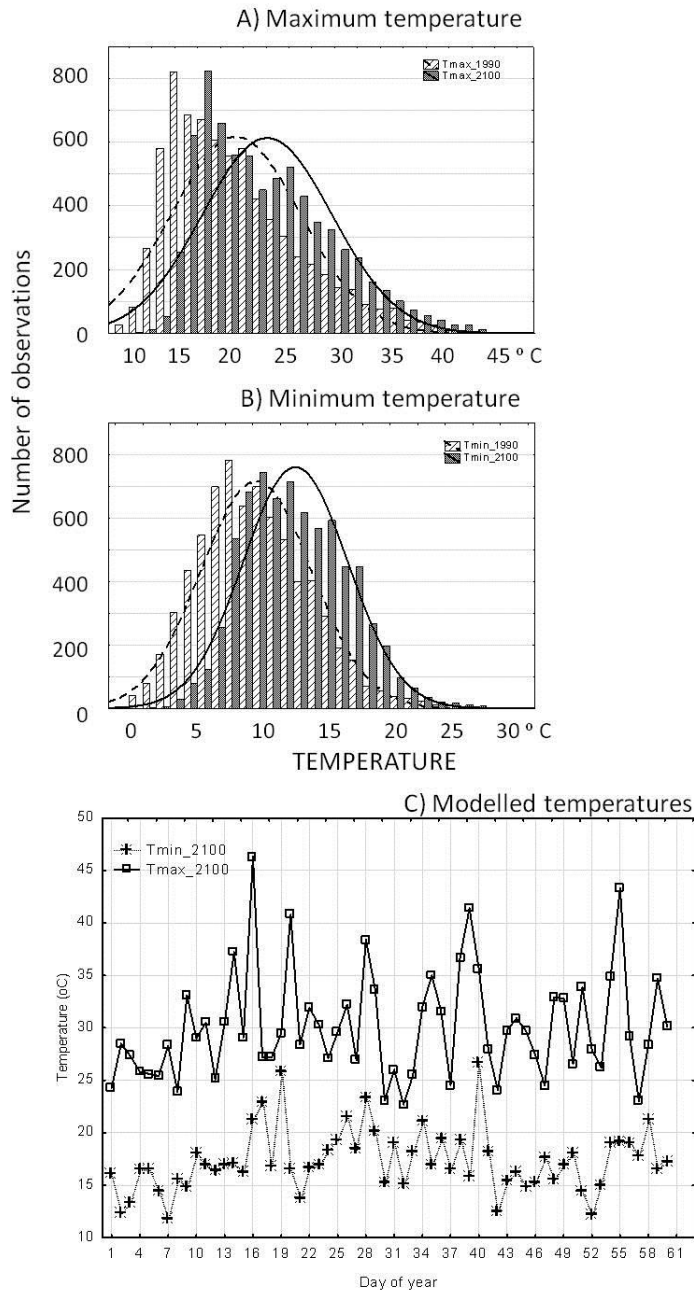 A) Maximum temperature
Tmax_1990
Tmax_2100
800
600
400
200
0
10 15 20 25 30 35 40 45 º C
Number of observations
B) Minimum temperature
Tmin_1990
Tmin_2100
800
600
400
200
0
0 5 10 15 20 25 30 º C
TEMPERATURE
C) Modelled temperatures
Tmin_2100
Tmax_2100
50
45
40
35
30
25
20
15
10
Temperature (oC)
1 4 7 10 13 16 19 22 25 28 31 34 37 40 43 46 49 52 55 58 61
Day of year